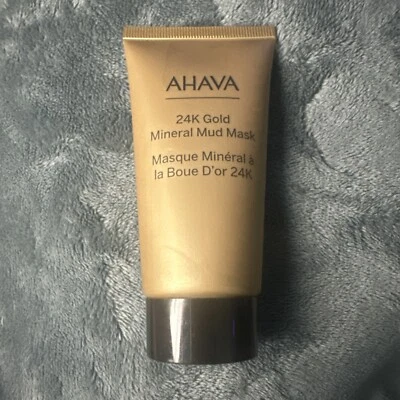 AHAVA
24K Gold
Mineral Mud Mask
Masque Minéral à
la Boue D'or 24K